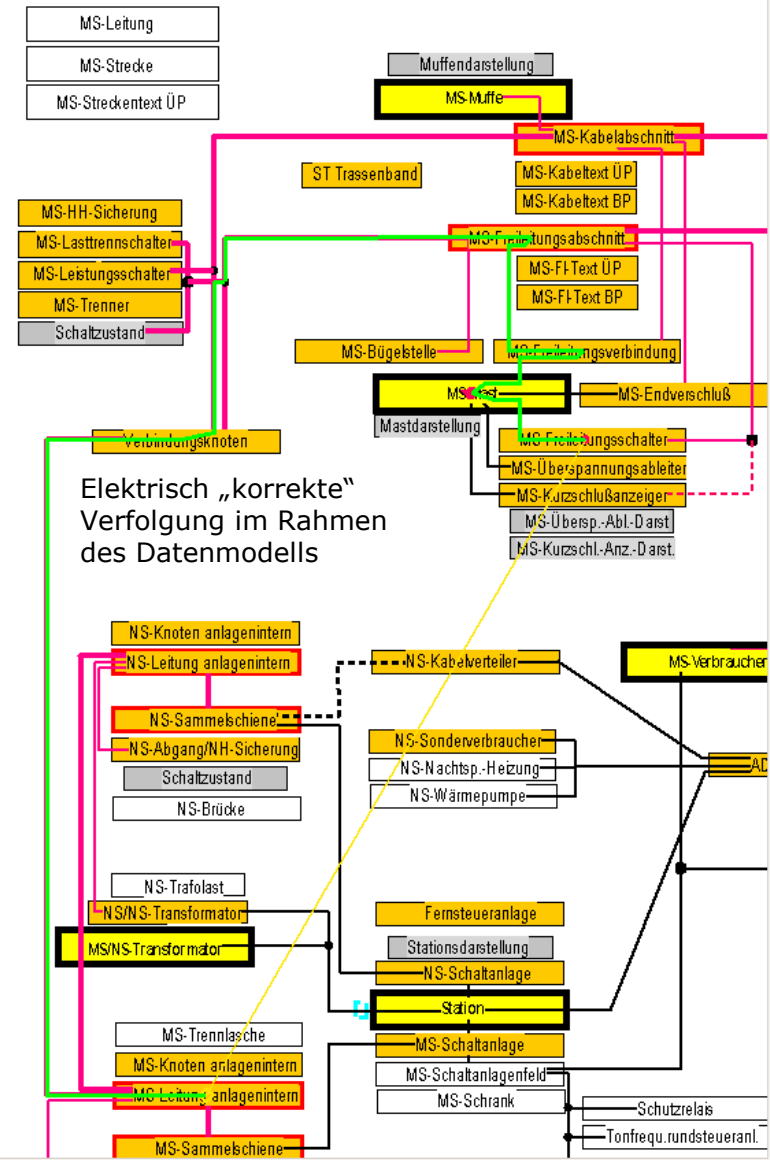 MS-Leitung
MS-Strecke
MS-Streckentext ÜP
Muffendarstellung
MS-Muffe
MS-Kabelabschnitt
ST Trassenband
MS-Kabeltext ÜP
MS-Kabeltext BP
MS-HH-Sicherung
MS-Lasttrennschalter
MS-Leistungsschalter
MS-Trenner
Schaltzustand
MS-Freileitungsabschnitt
MS-Fl-Text ÜP
MS-Fl-Text BP
MS-Bügelstelle
MS-Freileitungsverbindung
MS-Mast
MS-Endverschluß
Mastdarstellung
Verbindungsknoten
MS-Freileitungsschalter
MS-Überspannungsableiter
MS-Kurzschlußanzeiger
MS-Übersp.-Abl.-Darst
MS-Kurzschl.-Anz.-Darst.
Elektrisch „korrekte“
Verfolgung im Rahmen
des Datenmodells
NS-Knoten anlagenintern
NS-Leitung anlagenintern
NS-Kabelverteiler
MS-Verbraucher
NS-Sammelschiene
NS-Abgang/NH-Sicherung
Schaltzustand
NS-Brücke
NS-Sonderverbraucher
NS-Nachtsp.-Heizung
NS-Wärmepumpe
AD
NS-Trafolast
NS/NS-Transformator
MS/NS-Transformator
Fernsteueranlage
Stationsdarstellung
NS-Schaltanlage
Station
MS-Trennlasche
MS-Knoten anlagenintern
MS-Leitung anlagenintern
MS-Sammelschiene
MS-Schaltanlage
MS-Schaltanlagenfeld
MS-Schrank
Schutzrelais
Tonfrequ.rundsteueranl.